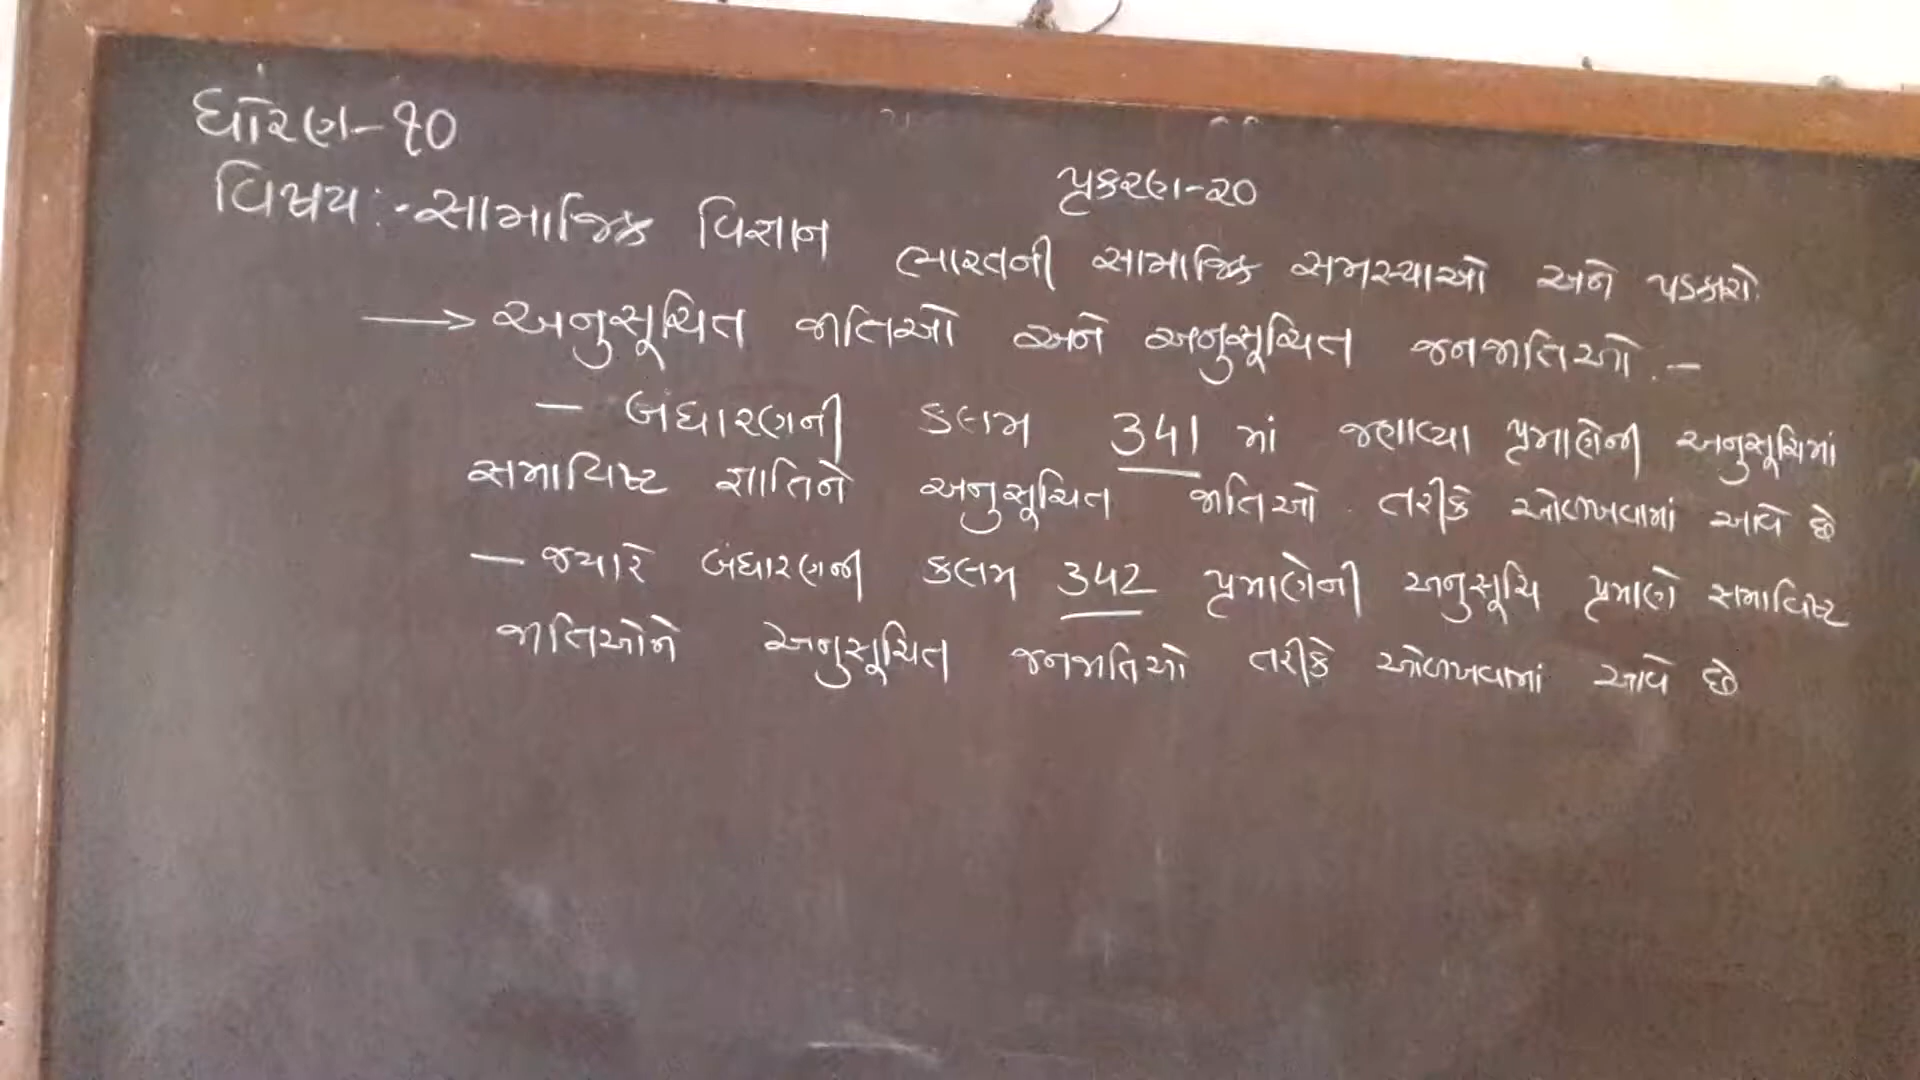 ધોરણ-૧૦
પ્રકરણ-૨૦
વિષય:-સામાજિક વિજ્ઞાન
ભારતની સામાજિક સમસ્યાઓ અને પડકારો
→ અનુસૂચિત જાતિઓ અને અનુસૂચિત જનજાતિઓ.-
- બંધારણની કલમ 341 માં જણાવ્યા પ્રમાણેની અનુસૂચિમાં
સમાવિષ્ટ જ્ઞાતિને અનુસૂચિત જાતિઓ તરીકે ઓળખવામાં આવે છે
- જ્યારે બંધારણની કલમ ૩૪૨ પ્રમાણેની અનુસૂચિ પ્રમાણે સમાવિષ્ટ
જાતિઓને અનુસૂચિત જનજાતિઓ તરીકે ઓળખવામાં આવે છે